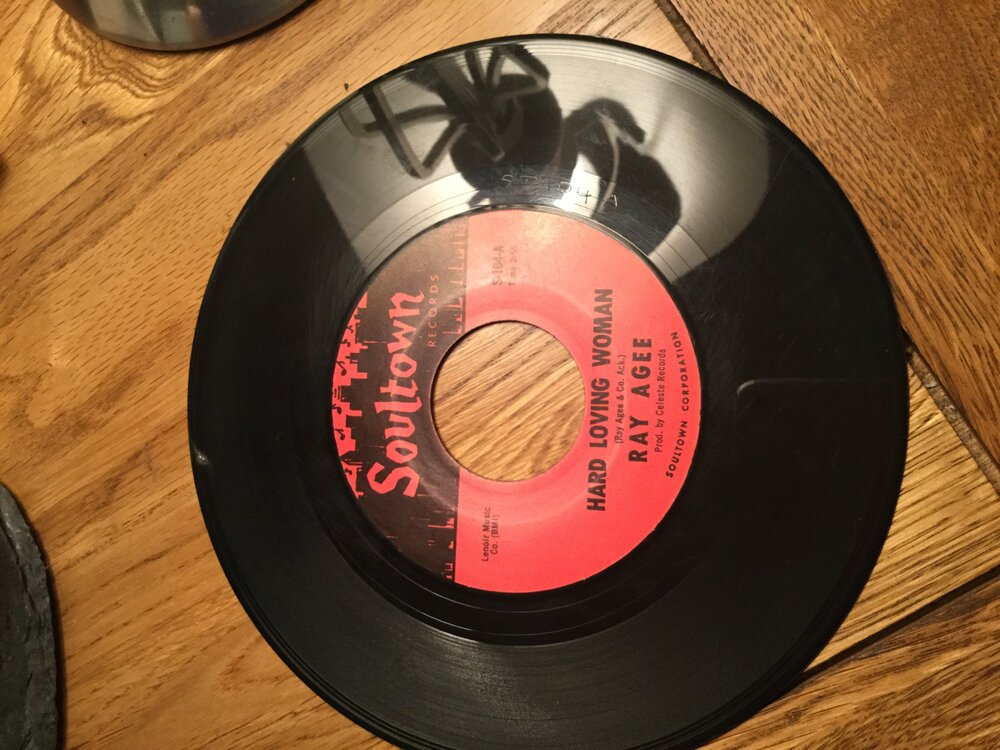 Soultown
RECORDS
S-104-A
Time 2:56
Lenoir Music
Co. (BMI)
HARD LOVING WOMAN
(Ray Agee & Co. Ack.)
RAY AGEE
Prod. by Celeste Records
SOULTOWN CORPORATION